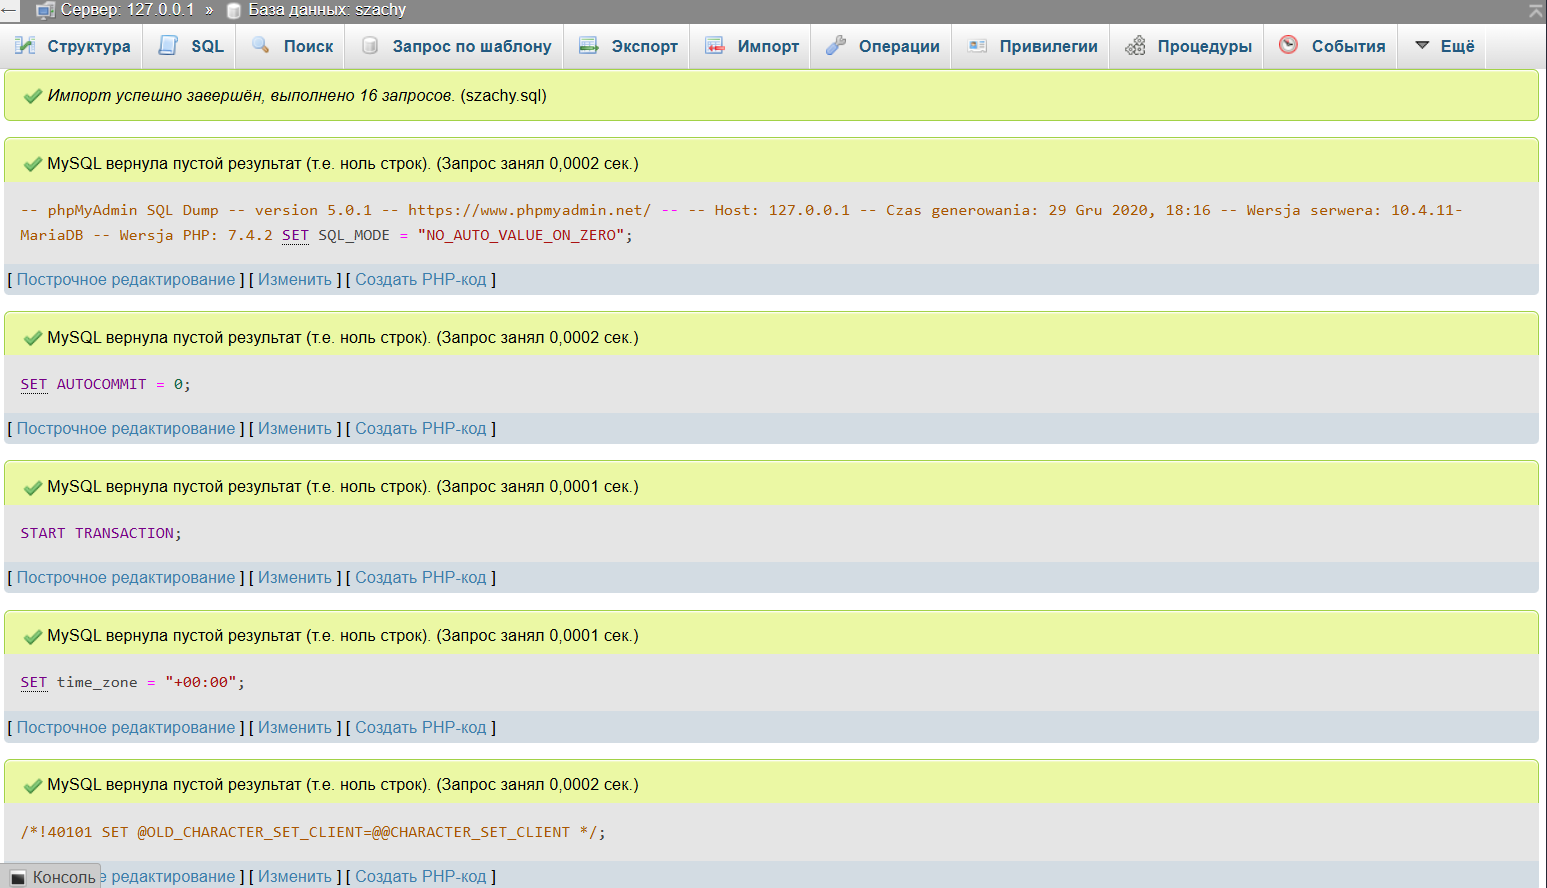 ← Сервер: 127.0.0.1 » База данных: szachy
Структура SQL Поиск Запрос по шаблону Экспорт Импорт Операции Привилегии Процедуры События Ещё
Импорт успешно завершён, выполнено 16 запросов. (szachy.sql)
MySQL вернула пустой результат (т.е. ноль строк). (Запрос занял 0,0002 сек.)
-- phpMyAdmin SQL Dump -- version 5.0.1 -- https://www.phpmyadmin.net/ -- -- Host: 127.0.0.1 -- Czas generowania: 29 Gru 2020, 18:16 -- Wersja serwera: 10.4.11-
MariaDB -- Wersja PHP: 7.4.2 SET SQL_MODE = "NO_AUTO_VALUE_ON_ZERO";
[ Построчное редактирование ] [ Изменить ] [ Создать PHP-код ]
MySQL вернула пустой результат (т.е. ноль строк). (Запрос занял 0,0002 сек.)
SET AUTOCOMMIT = 0;
[ Построчное редактирование ] [ Изменить ] [ Создать PHP-код ]
MySQL вернула пустой результат (т.е. ноль строк). (Запрос занял 0,0001 сек.)
START TRANSACTION;
[ Построчное редактирование ] [ Изменить ] [ Создать PHP-код ]
MySQL вернула пустой результат (т.е. ноль строк). (Запрос занял 0,0001 сек.)
SET time_zone = "+00:00";
[ Построчное редактирование ] [ Изменить ] [ Создать PHP-код ]
MySQL вернула пустой результат (т.е. ноль строк). (Запрос занял 0,0002 сек.)
/*!40101 SET @OLD_CHARACTER_SET_CLIENT=@@CHARACTER_SET_CLIENT */;
Консоль е редактирование ] [ Изменить ] [ Создать PHP-код ]